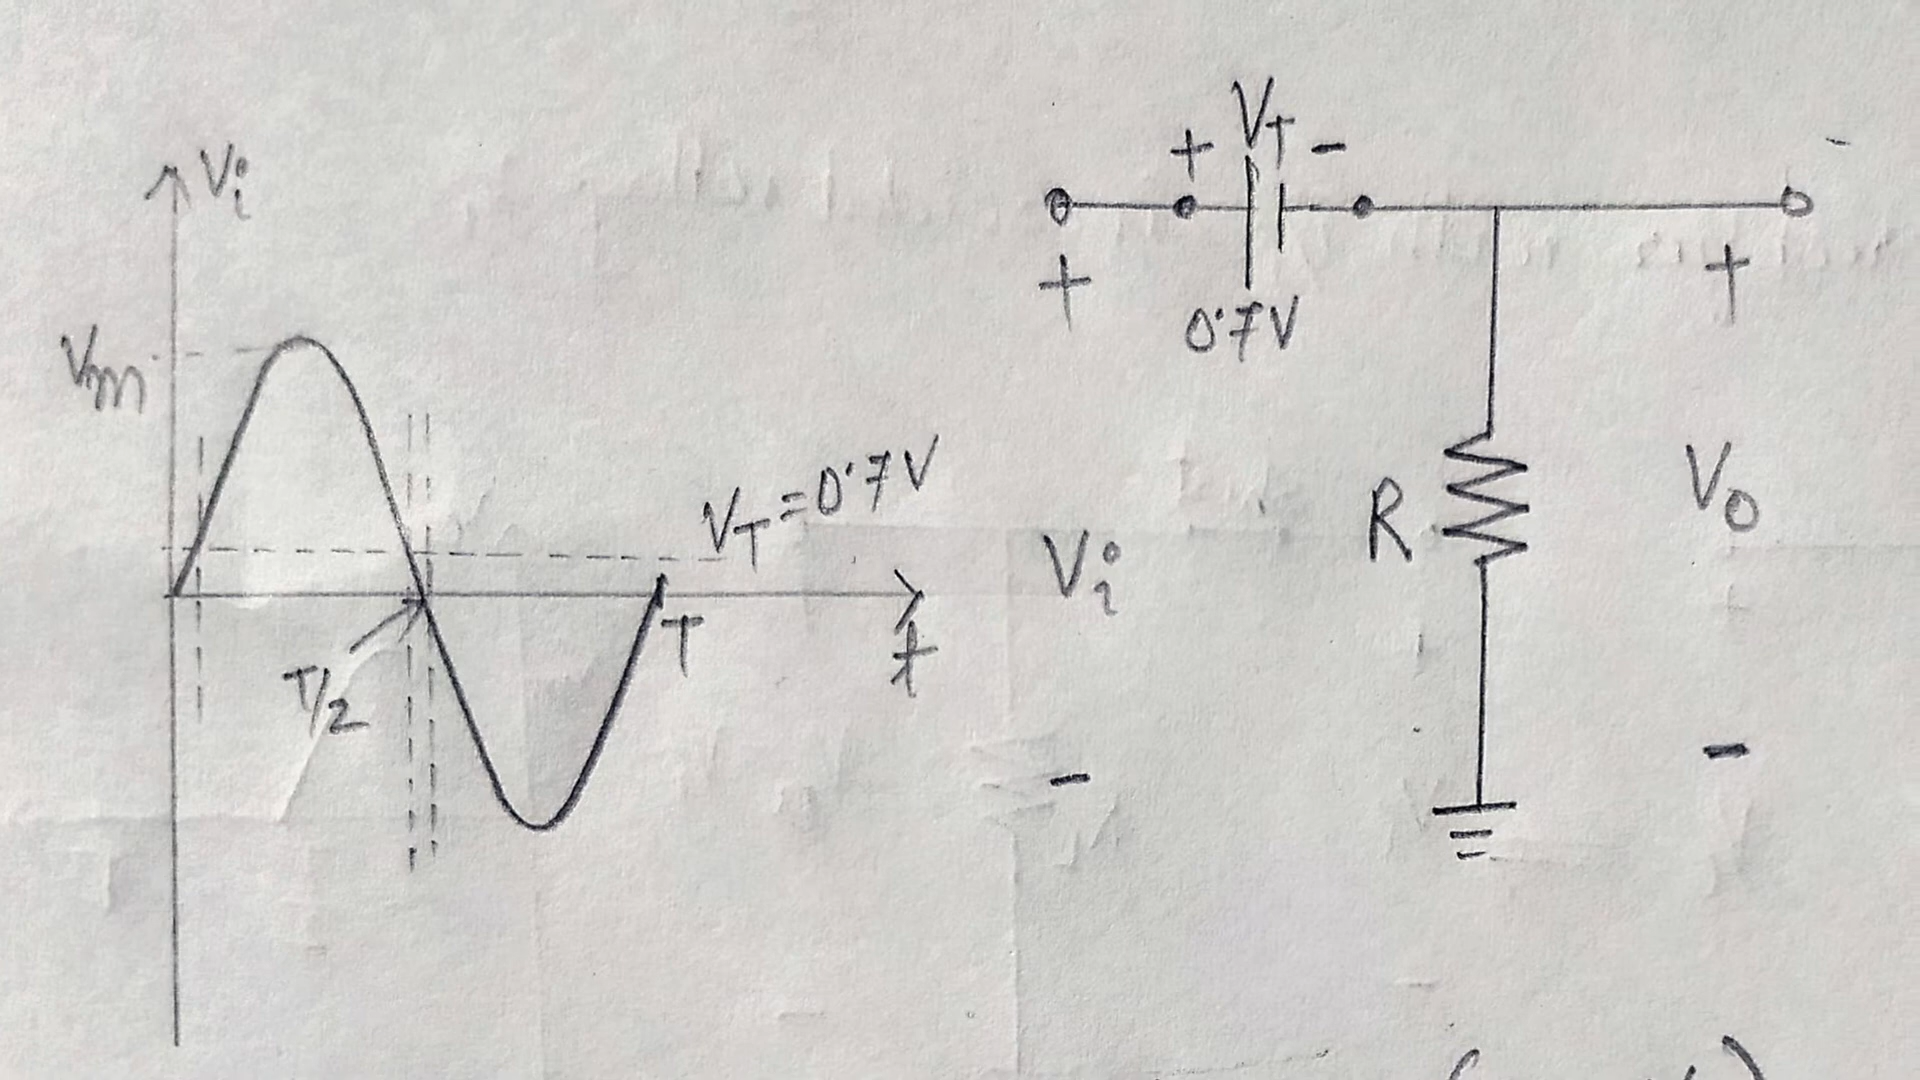 Vi
Vm
VT = 0.7V
T/2
T
t
+ VT -
0.7V
+
+
Vi
R
Vo
-
-